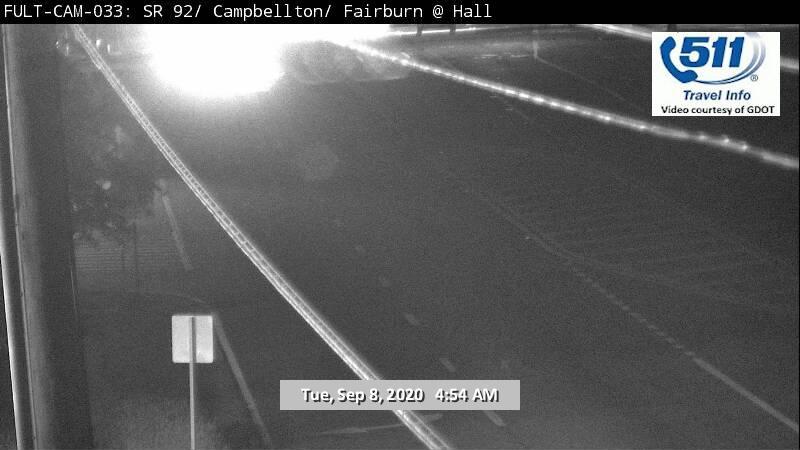 FULT-CAM-033: SR 92/ Campbellton/ Fairburn @ Hall
511
®
Travel Info
Video courtesy of GDOT
Tue, Sep 8, 2020 4:54 AM